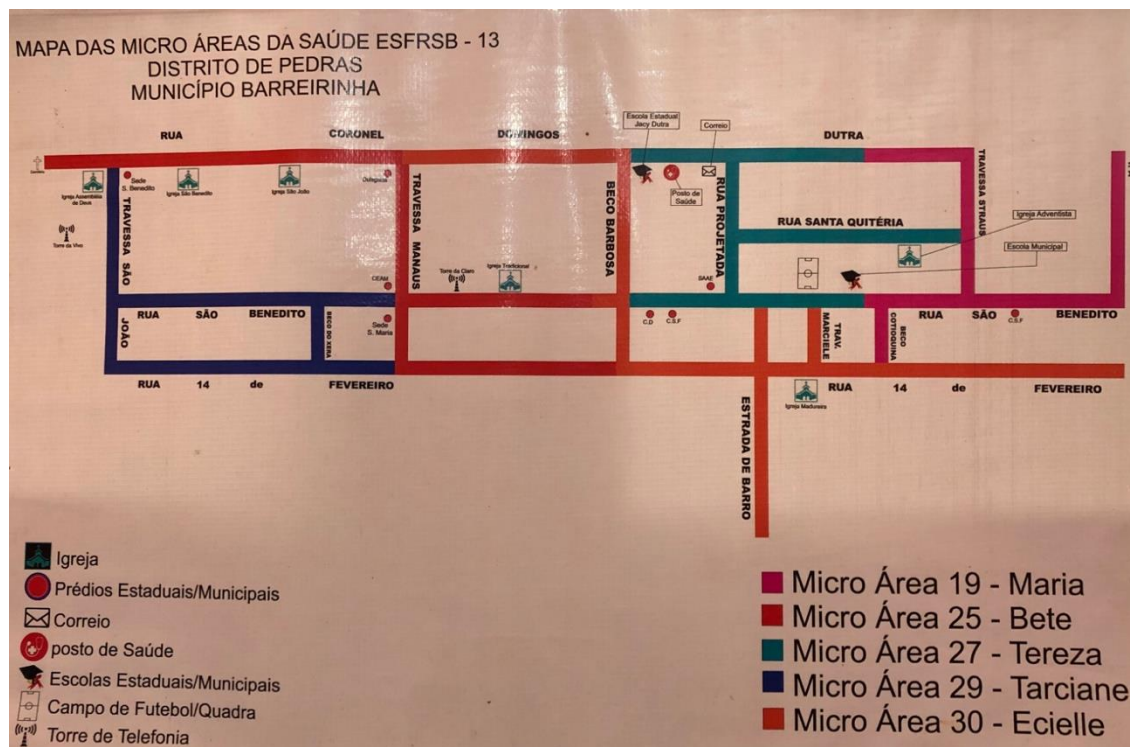 MAPA DAS MICRO ÁREAS DA SAÚDE ESFRSB - 13
DISTRITO DE PEDRAS
MUNICÍPIO BARREIRINHA
RUA CORONEL DOMINGOS DUTRA
Escola Estadual
Jacy Dutra
Correio
Posto de
Saúde
Igreja Assembleia
de Deus
Sede
S. Benedito
Igreja São Benedito
Igreja São João
Torre da Vivo
TRAVESSA SÃO JOÃO
TRAVESSA MANAUS
BECO BARBOSA
RUA PROJETADA
TRAVESSA STRAUS
RUA SANTA QUITÉRIA
Igreja Adventista
Escola Municipal
CEAM
Torre da Claro
Igreja Tradicional
SAAE
RUA SÃO BENEDITO
BECO DO XERA
Sede
S. Maria
C.D
C.S.F
TRAV.
MARCIELE
BECO
COTIOQUINA
RUA SÃO BENEDITO
C.S.F
RUA 14 de FEVEREIRO
Igreja Madureira
RUA 14 de FEVEREIRO
ESTRADA DE BARRO
Igreja
Prédios Estaduais/Municipais
Correio
posto de Saúde
Escolas Estaduais/Municipais
Campo de Futebol/Quadra
Torre de Telefonia
Micro Área 19 - Maria
Micro Área 25 - Bete
Micro Área 27 - Tereza
Micro Área 29 - Tarciane
Micro Área 30 - Ecielle